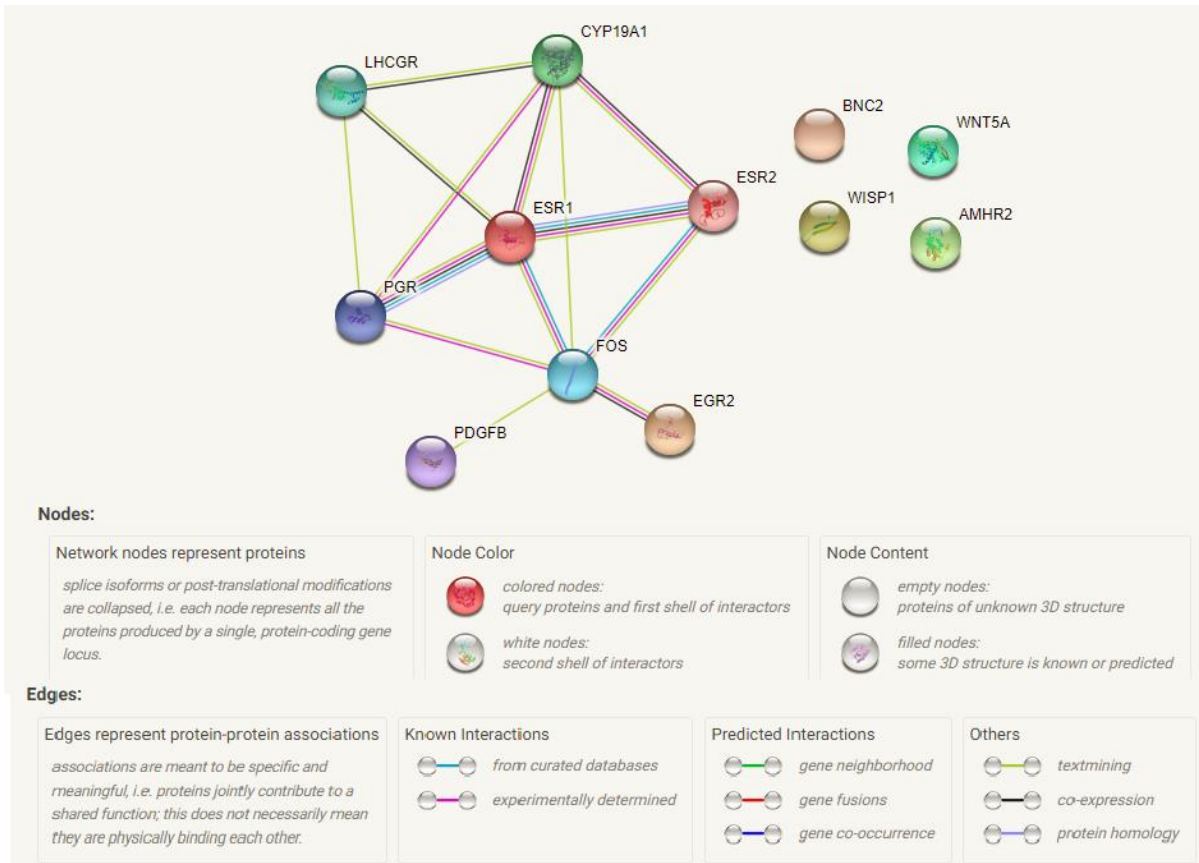 CYP19A1
LHCGR
BNC2
WNT5A
ESR2
WISP1
ESR1
AMHR2
PGR
FOS
EGR2
PDGFB
Nodes:
Network nodes represent proteins
splice isoforms or post-translational modifications
are collapsed, i.e. each node represents all the
proteins produced by a single, protein-coding gene
locus.
Node Color
colored nodes:
query proteins and first shell of interactors
white nodes:
second shell of interactors
Node Content
empty nodes:
proteins of unknown 3D structure
filled nodes:
some 3D structure is known or predicted
Edges:
Edges represent protein-protein associations
associations are meant to be specific and
meaningful, i.e. proteins jointly contribute to a
shared function; this does not necessarily mean
they are physically binding each other.
Known Interactions
from curated databases
experimentally determined
Predicted Interactions
gene neighborhood
gene fusions
gene co-occurrence
Others
textmining
co-expression
protein homology